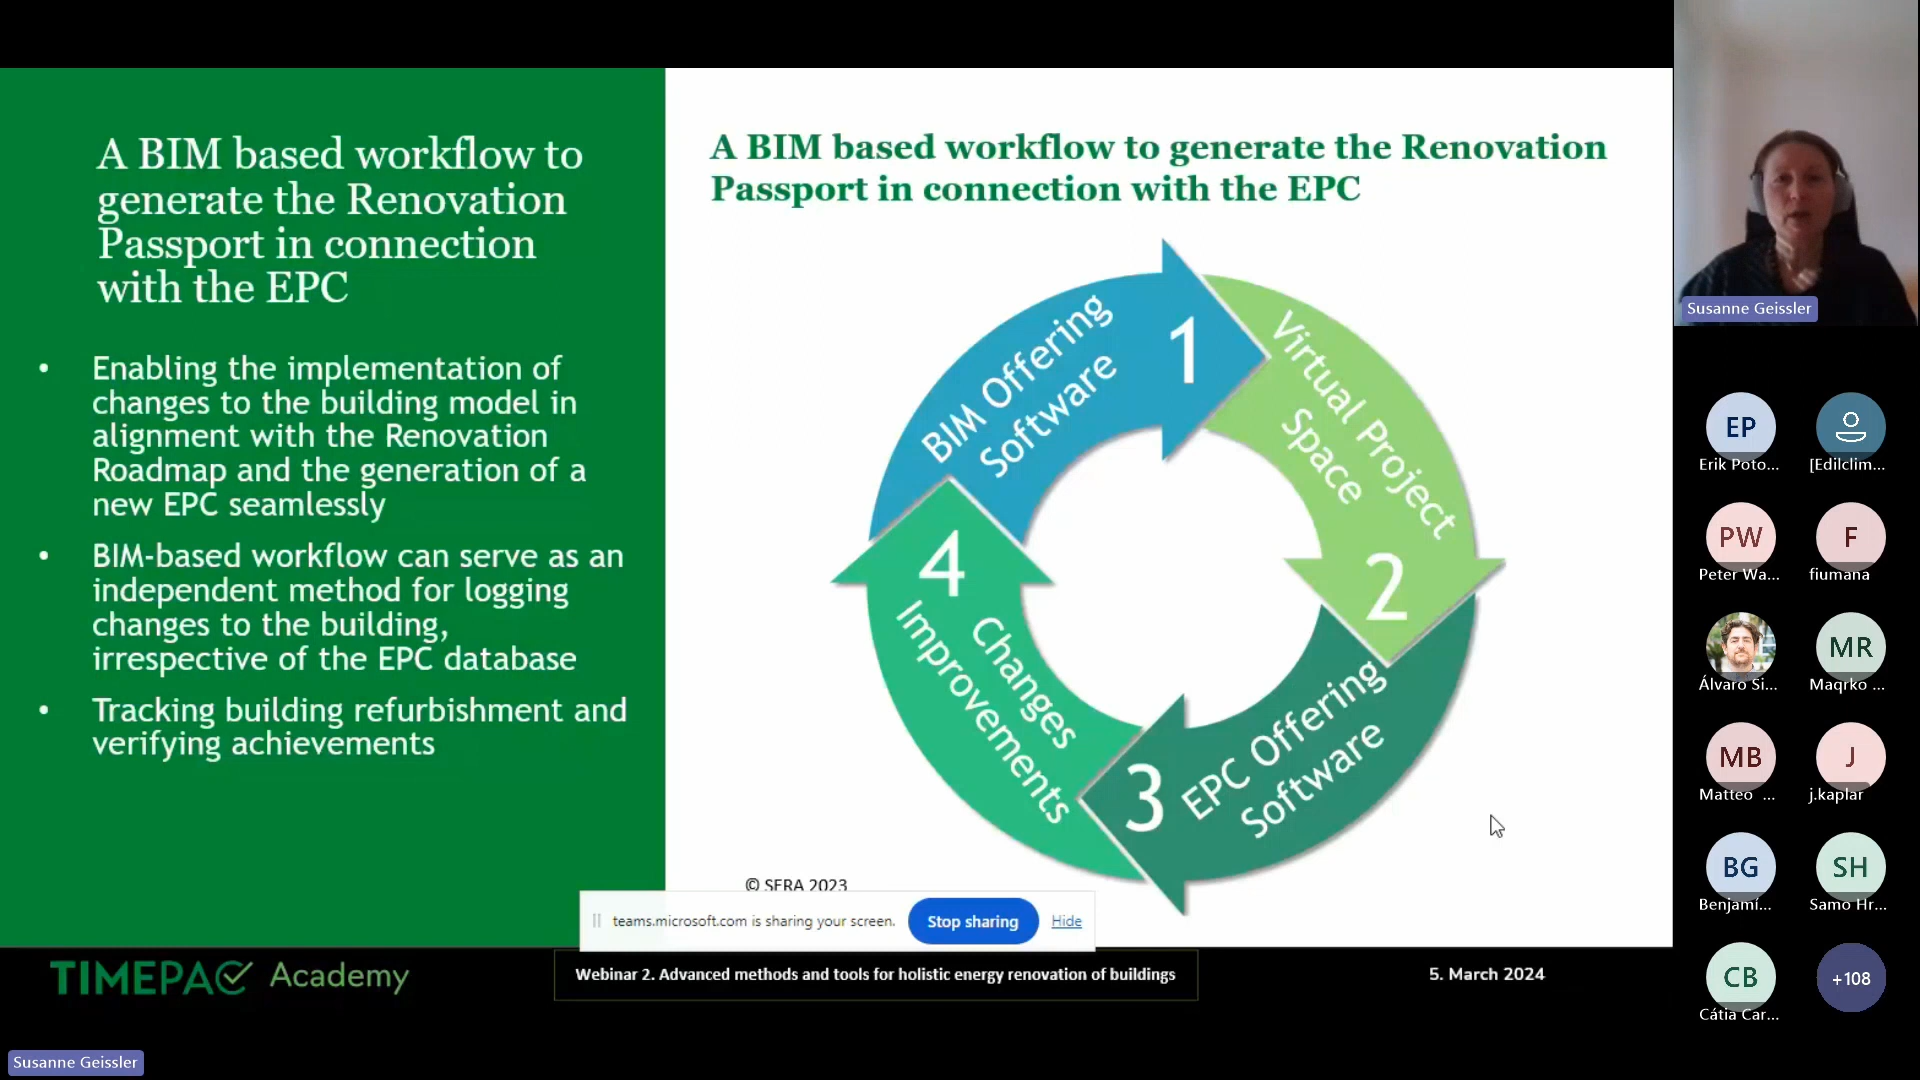 A BIM based workflow to
generate the Renovation
Passport in connection
with the EPC
• Enabling the implementation of
changes to the building model in
alignment with the Renovation
Roadmap and the generation of a
new EPC seamlessly
• BIM-based workflow can serve as an
independent method for logging
changes to the building,
irrespective of the EPC database
• Tracking building refurbishment and
verifying achievements
A BIM based workflow to generate the Renovation
Passport in connection with the EPC
BIM Offering
Software
1
Virtual Project
Space
2
EPC Offering
Software
3
Changes
Improvements
4
© SERA 2023
teams.microsoft.com is sharing your screen.
Stop sharing
Hide
TIMEPAC Academy
Webinar 2. Advanced methods and tools for holistic energy renovation of buildings
5. March 2024
Susanne Geissler
Susanne Geissler
EP
Erik Poto...
[Edilclim...
PW
Peter Wa...
F
fiumana
Álvaro Si...
MR
Maqrko ...
MB
Matteo ...
J
j.kaplar
BG
Benjamí...
SH
Samo Hr...
CB
Cátia Car...
+108